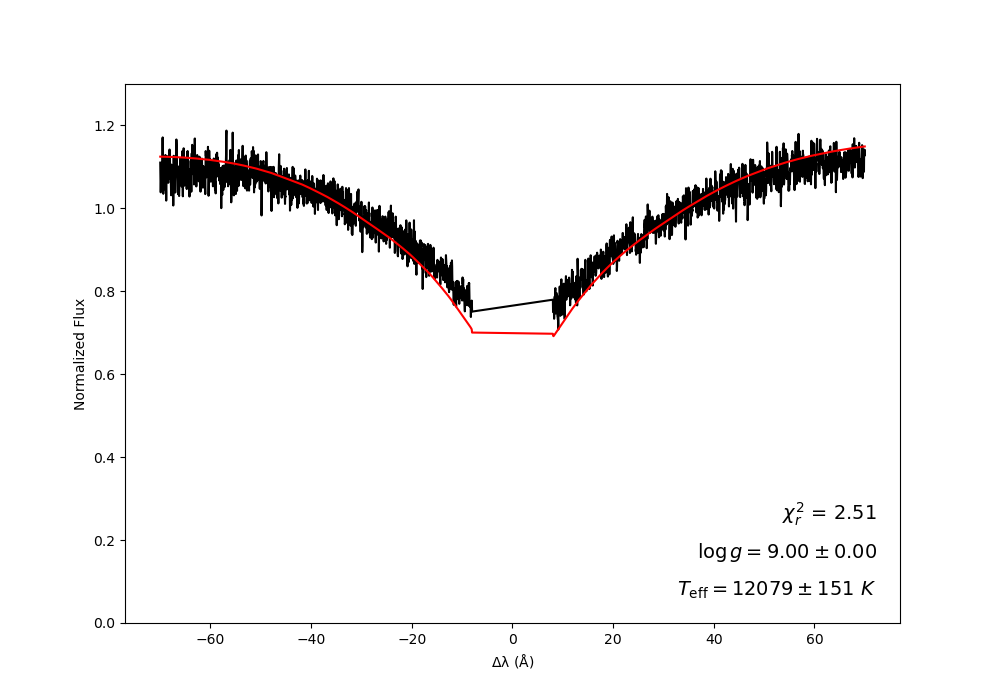 1.2
1.0
0.8
0.6
0.4
0.2
0.0
Normalized Flux
χ²ᵣ = 2.51
log g = 9.00 ± 0.00
T_eff = 12079 ± 151 K
−60 −40 −20 0 20 40 60
Δλ (Å)